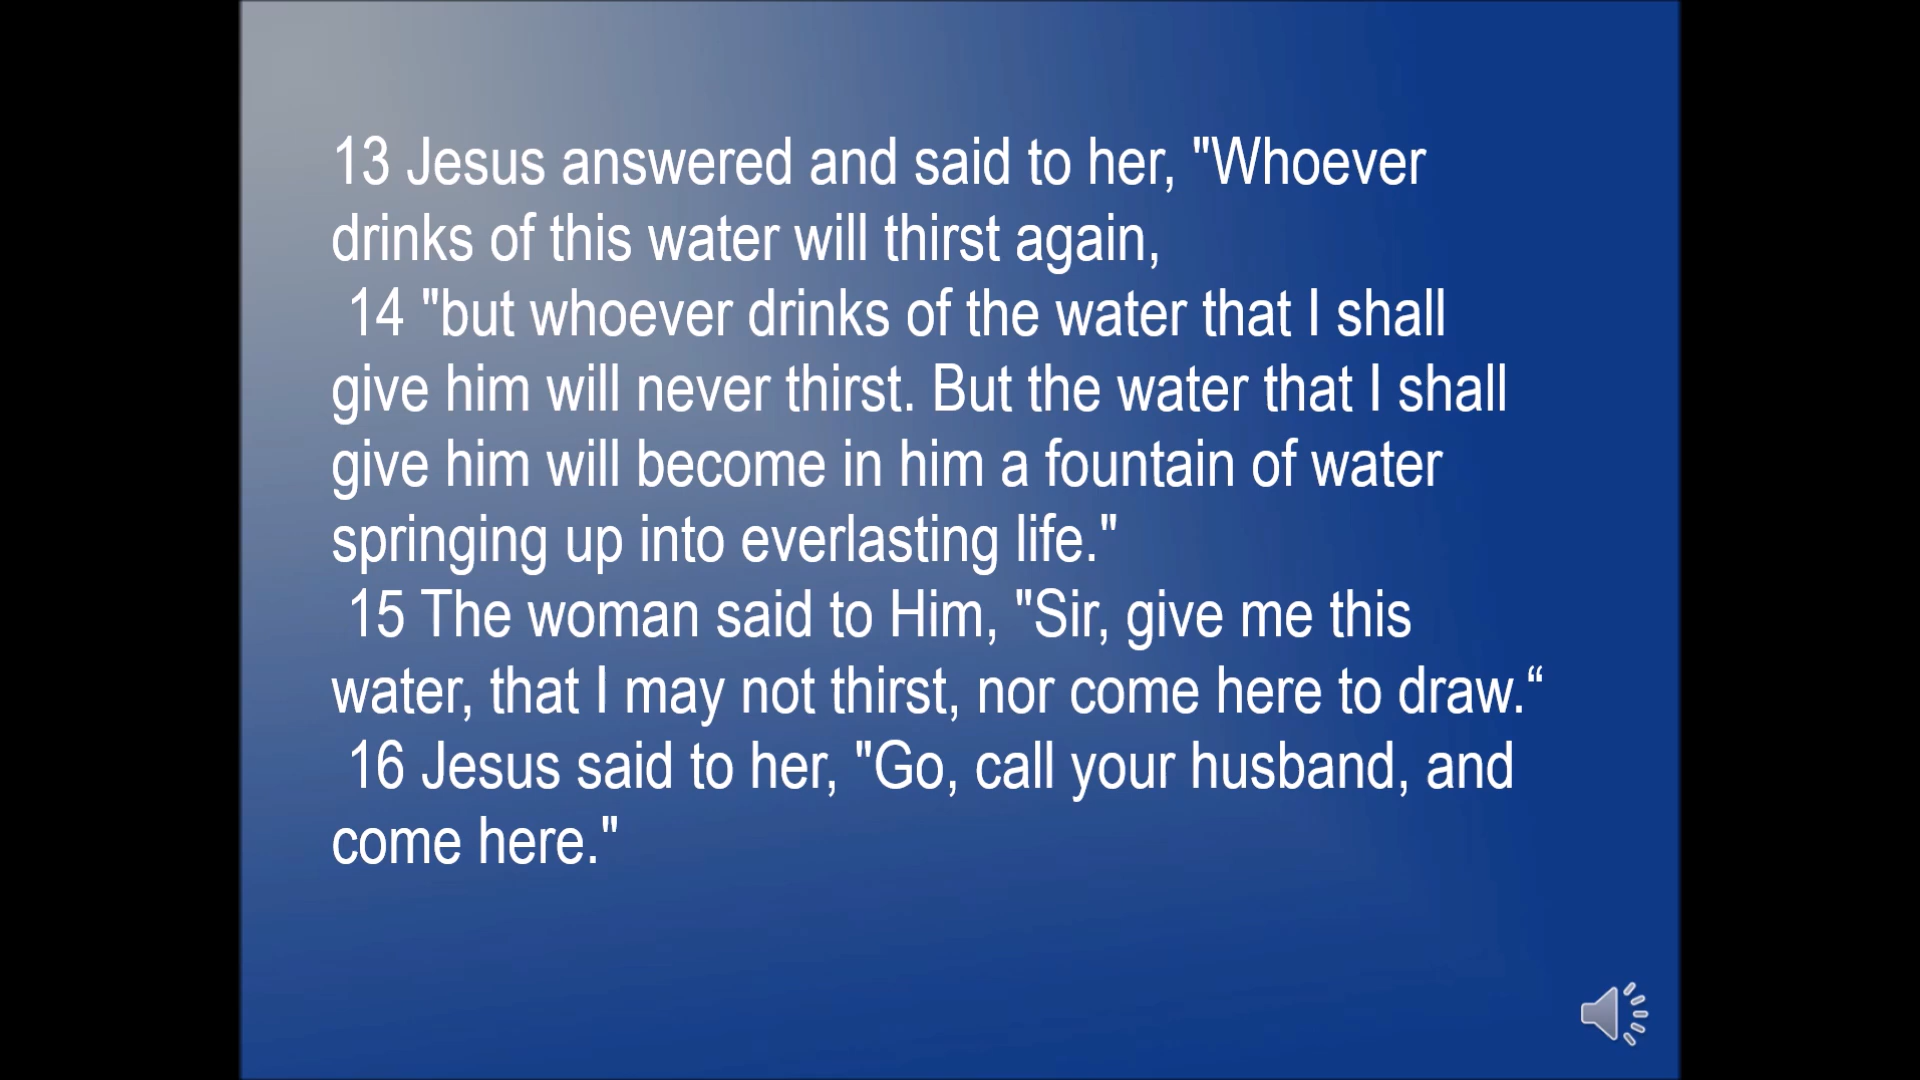 13 Jesus answered and said to her, "Whoever
drinks of this water will thirst again,
14 "but whoever drinks of the water that I shall
give him will never thirst. But the water that I shall
give him will become in him a fountain of water
springing up into everlasting life."
15 The woman said to Him, "Sir, give me this
water, that I may not thirst, nor come here to draw.“
16 Jesus said to her, "Go, call your husband, and
come here."